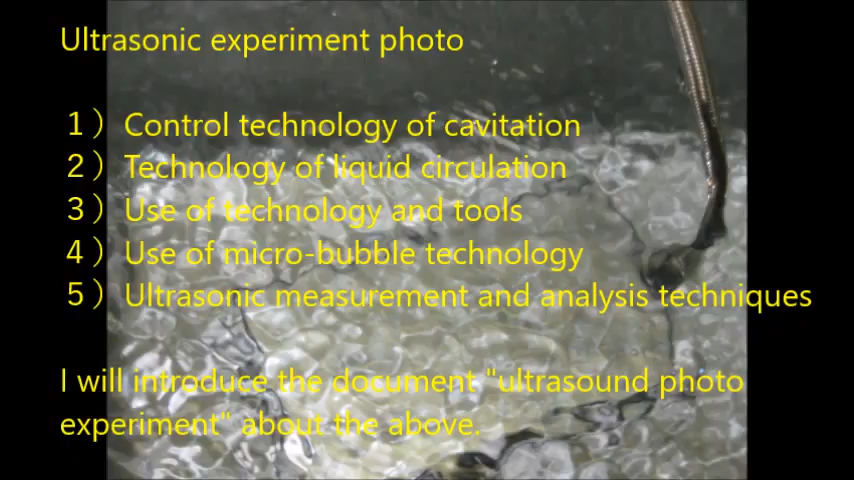 Ultrasonic experiment photo
１）Control technology of cavitation
２）Technology of liquid circulation
３）Use of technology and tools
４）Use of micro-bubble technology
５）Ultrasonic measurement and analysis techniques
I will introduce the document "ultrasound photo
experiment" about the above.